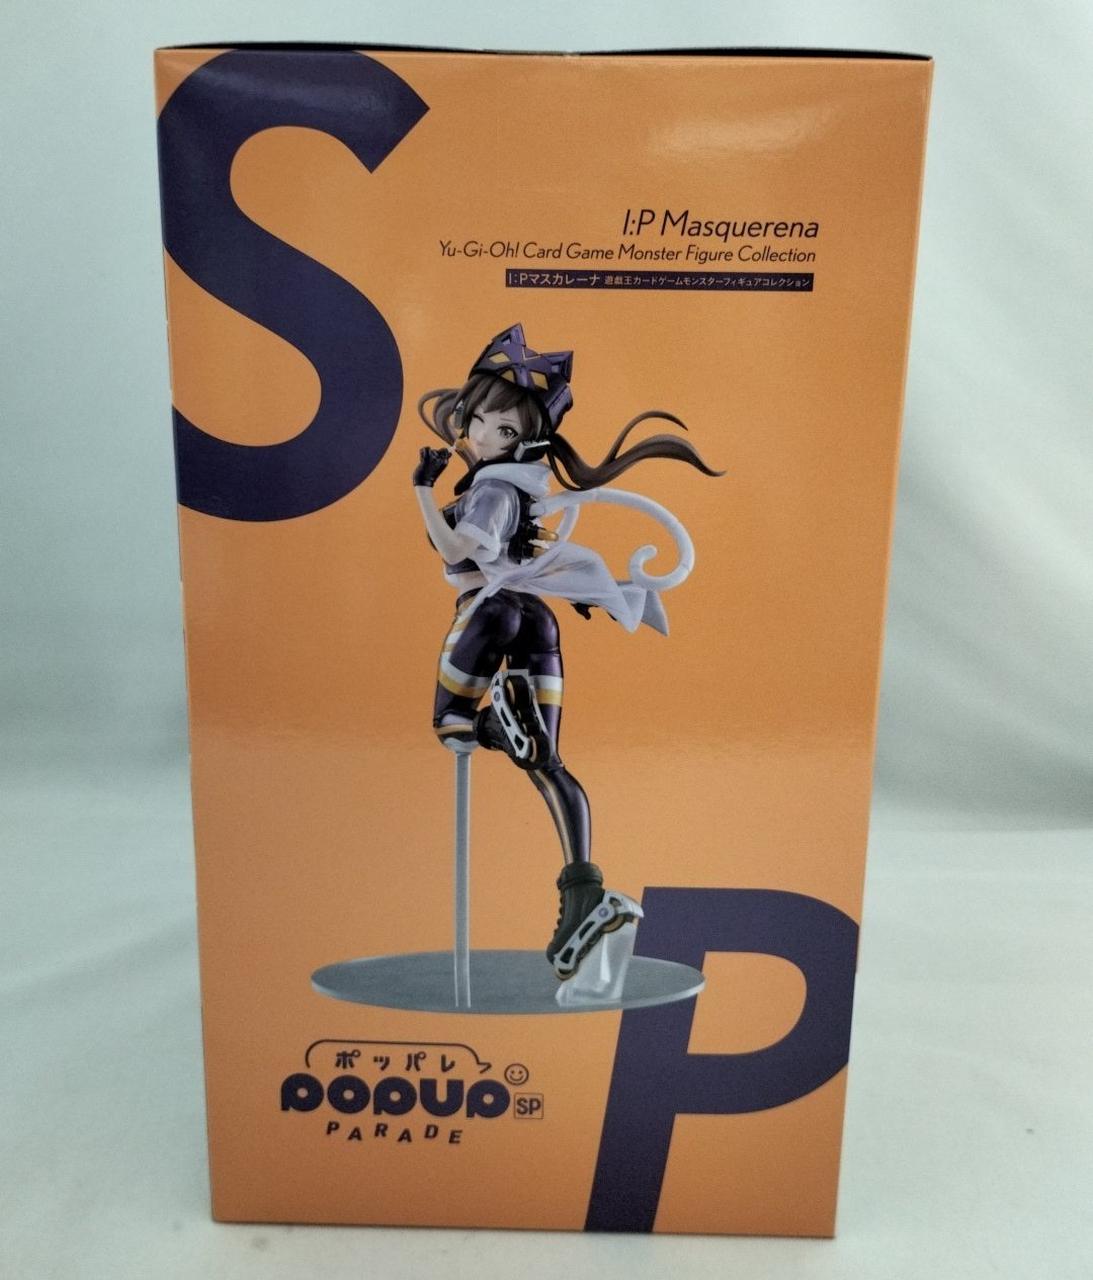 S
I:P Masquerena
Yu-Gi-Oh! Card Game Monster Figure Collection
I:Pマスカレーナ 遊戯王カードゲームモンスターフィギュアコレクション
P
ポッパレ
POPUP SP
PARADE